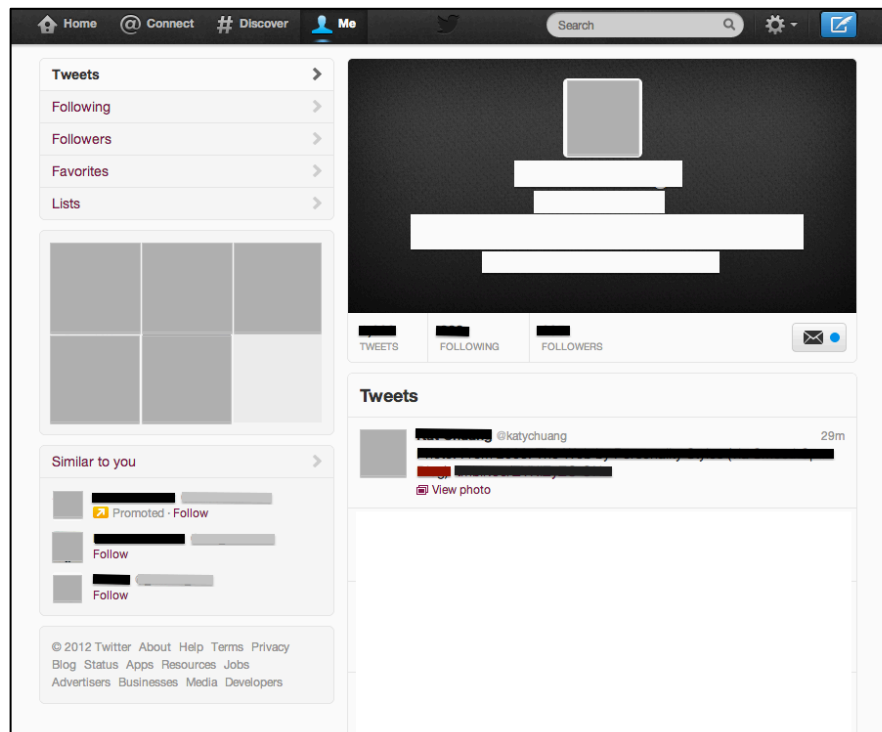 Home @ Connect # Discover Me
Search
Tweets
Following
Followers
Favorites
Lists
TWEETS FOLLOWING FOLLOWERS
Tweets
@katychuang 29m
View photo
Similar to you
Promoted · Follow
Follow
Follow
© 2012 Twitter About Help Terms Privacy
Blog Status Apps Resources Jobs
Advertisers Businesses Media Developers